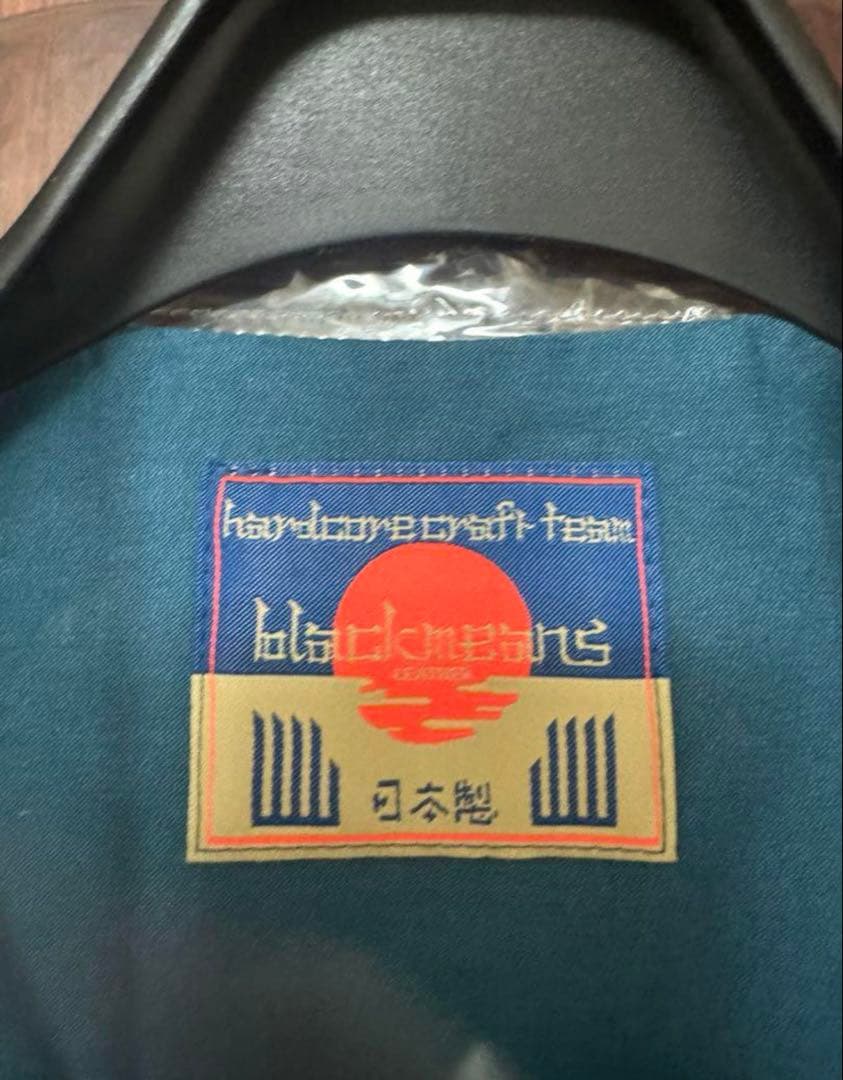 hardcore craft-team
blackmeans
LEATHER
日本製